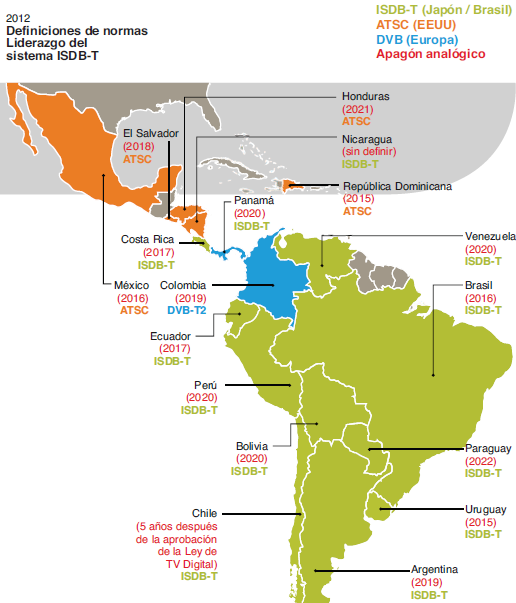 2012
Definiciones de normas
Liderazgo del
sistema ISDB-T
ISDB-T (Japón / Brasil)
ATSC (EEUU)
DVB (Europa)
Apagón analógico
Honduras
(2021)
ATSC
El Salvador
(2018)
ATSC
Nicaragua
(sin definir)
ISDB-T
República Dominicana
(2015)
ATSC
Panamá
(2020)
ISDB-T
Costa Rica
(2017)
ISDB-T
Venezuela
(2020)
ISDB-T
México
(2016)
ATSC
Colombia
(2019)
DVB-T2
Brasil
(2016)
ISDB-T
Ecuador
(2017)
ISDB-T
Perú
(2020)
ISDB-T
Bolivia
(2020)
ISDB-T
Paraguay
(2022)
ISDB-T
Chile
(5 años después
de la aprobación
de la Ley de
TV Digital)
ISDB-T
Uruguay
(2015)
ISDB-T
Argentina
(2019)
ISDB-T